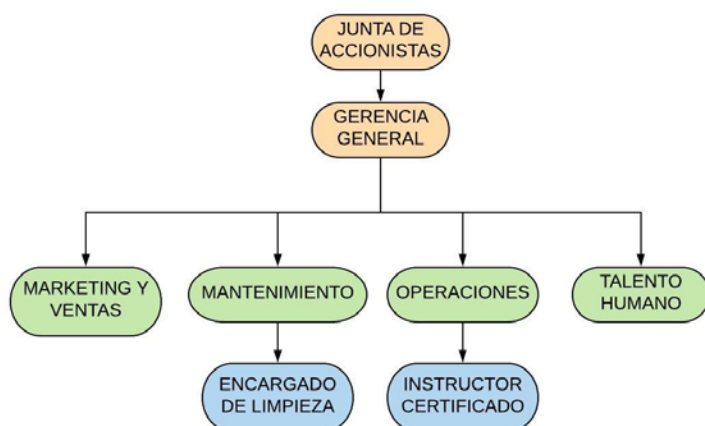 JUNTA DE
ACCIONISTAS
GERENCIA
GENERAL
MARKETING Y
VENTAS
MANTENIMIENTO
OPERACIONES
TALENTO
HUMANO
ENCARGADO
DE LIMPIEZA
INSTRUCTOR
CERTIFICADO